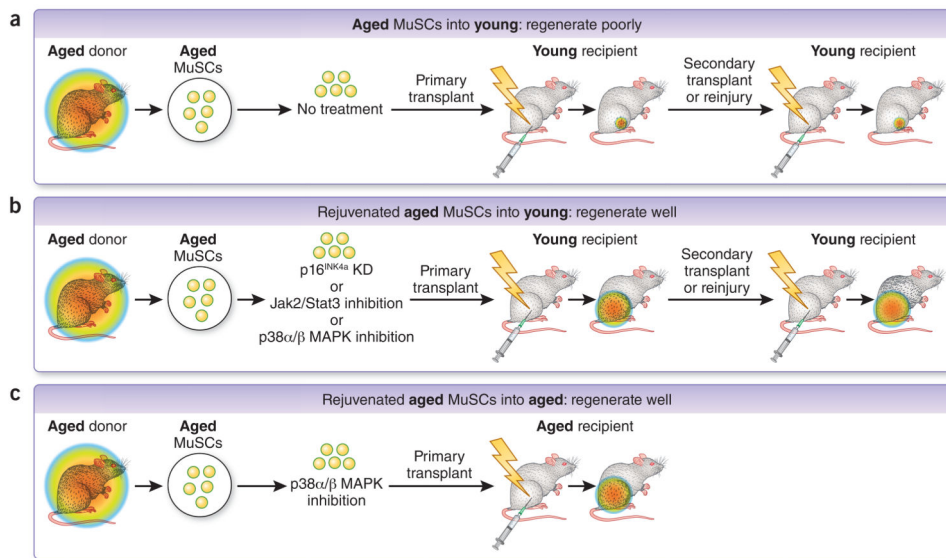 a
Aged MuSCs into young: regenerate poorly
Aged donor
Aged
MuSCs
No treatment
Primary
transplant
Young recipient
Secondary
transplant
or reinjury
Young recipient
b
Rejuvenated aged MuSCs into young: regenerate well
Aged donor
Aged
MuSCs
p16INK4a KD
or
Jak2/Stat3 inhibition
or
p38α/β MAPK inhibition
Primary
transplant
Young recipient
Secondary
transplant
or reinjury
Young recipient
c
Rejuvenated aged MuSCs into aged: regenerate well
Aged donor
Aged
MuSCs
p38α/β MAPK
inhibition
Primary
transplant
Aged recipient